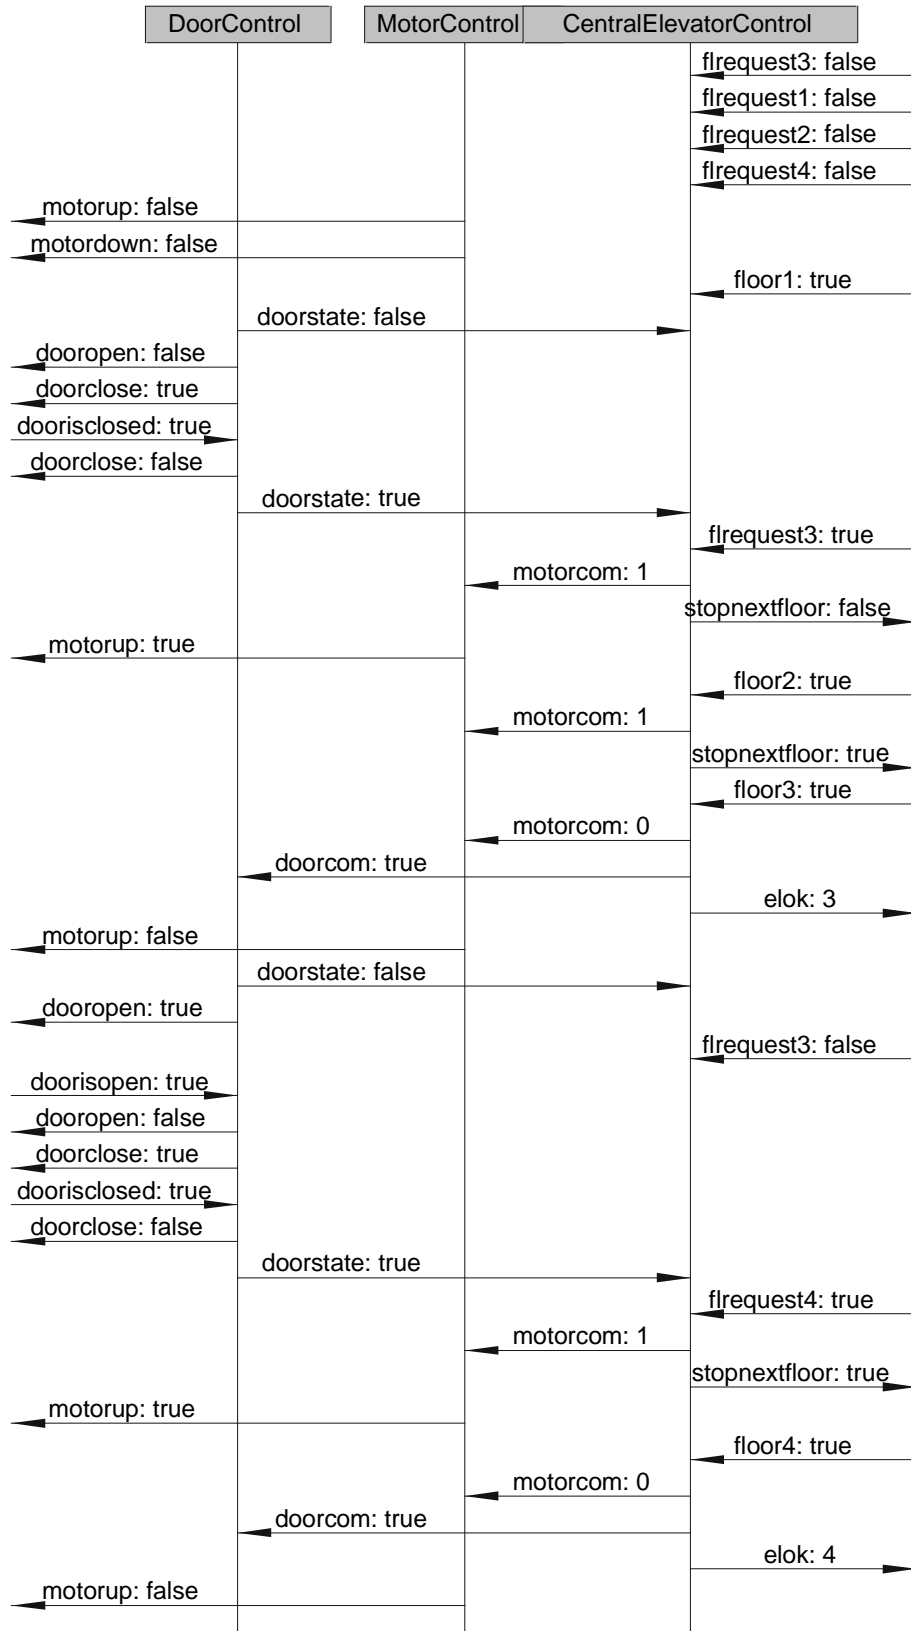 DoorControl
MotorControl
CentralElevatorControl
flrequest3: false
flrequest1: false
flrequest2: false
flrequest4: false
motorup: false
motordown: false
floor1: true
doorstate: false
dooropen: false
doorclose: true
doorisclosed: true
doorclose: false
doorstate: true
flrequest3: true
motorcom: 1
stopnextfloor: false
motorup: true
floor2: true
motorcom: 1
stopnextfloor: true
floor3: true
motorcom: 0
doorcom: true
elok: 3
motorup: false
doorstate: false
dooropen: true
flrequest3: false
doorisopen: true
dooropen: false
doorclose: true
doorisclosed: true
doorclose: false
doorstate: true
flrequest4: true
motorcom: 1
stopnextfloor: true
motorup: true
floor4: true
motorcom: 0
doorcom: true
elok: 4
motorup: false